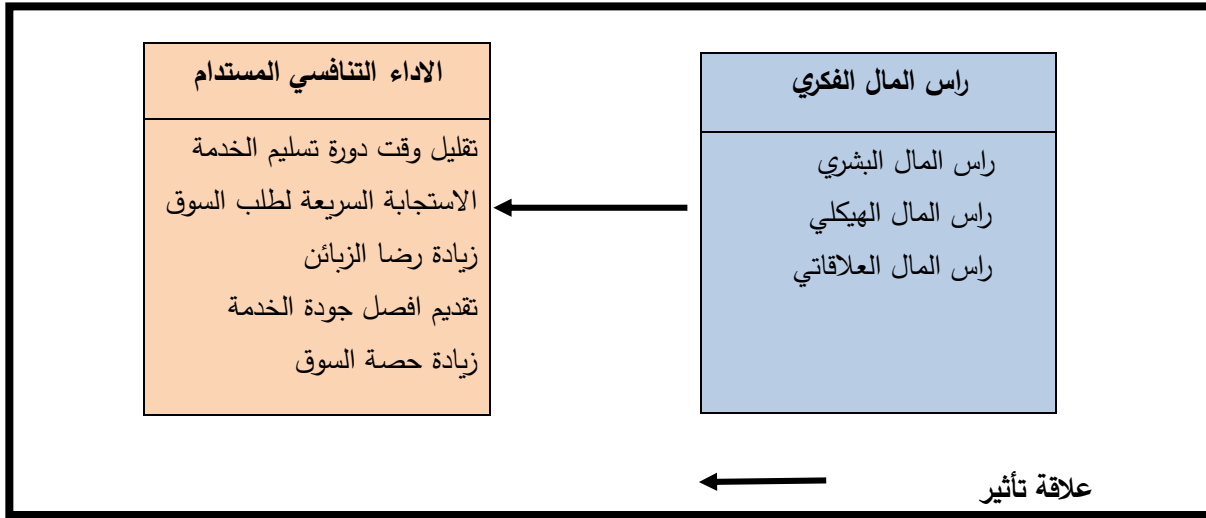 راس المال الفكري
راس المال البشري
راس المال الهيكلي
راس المال العلاقاتي
الاداء التنافسي المستدام
تقليل وقت دورة تسليم الخدمة
الاستجابة السريعة لطلب السوق
زيادة رضا الزبائن
تقديم افصل جودة الخدمة
زيادة حصة السوق
علاقة تأثير